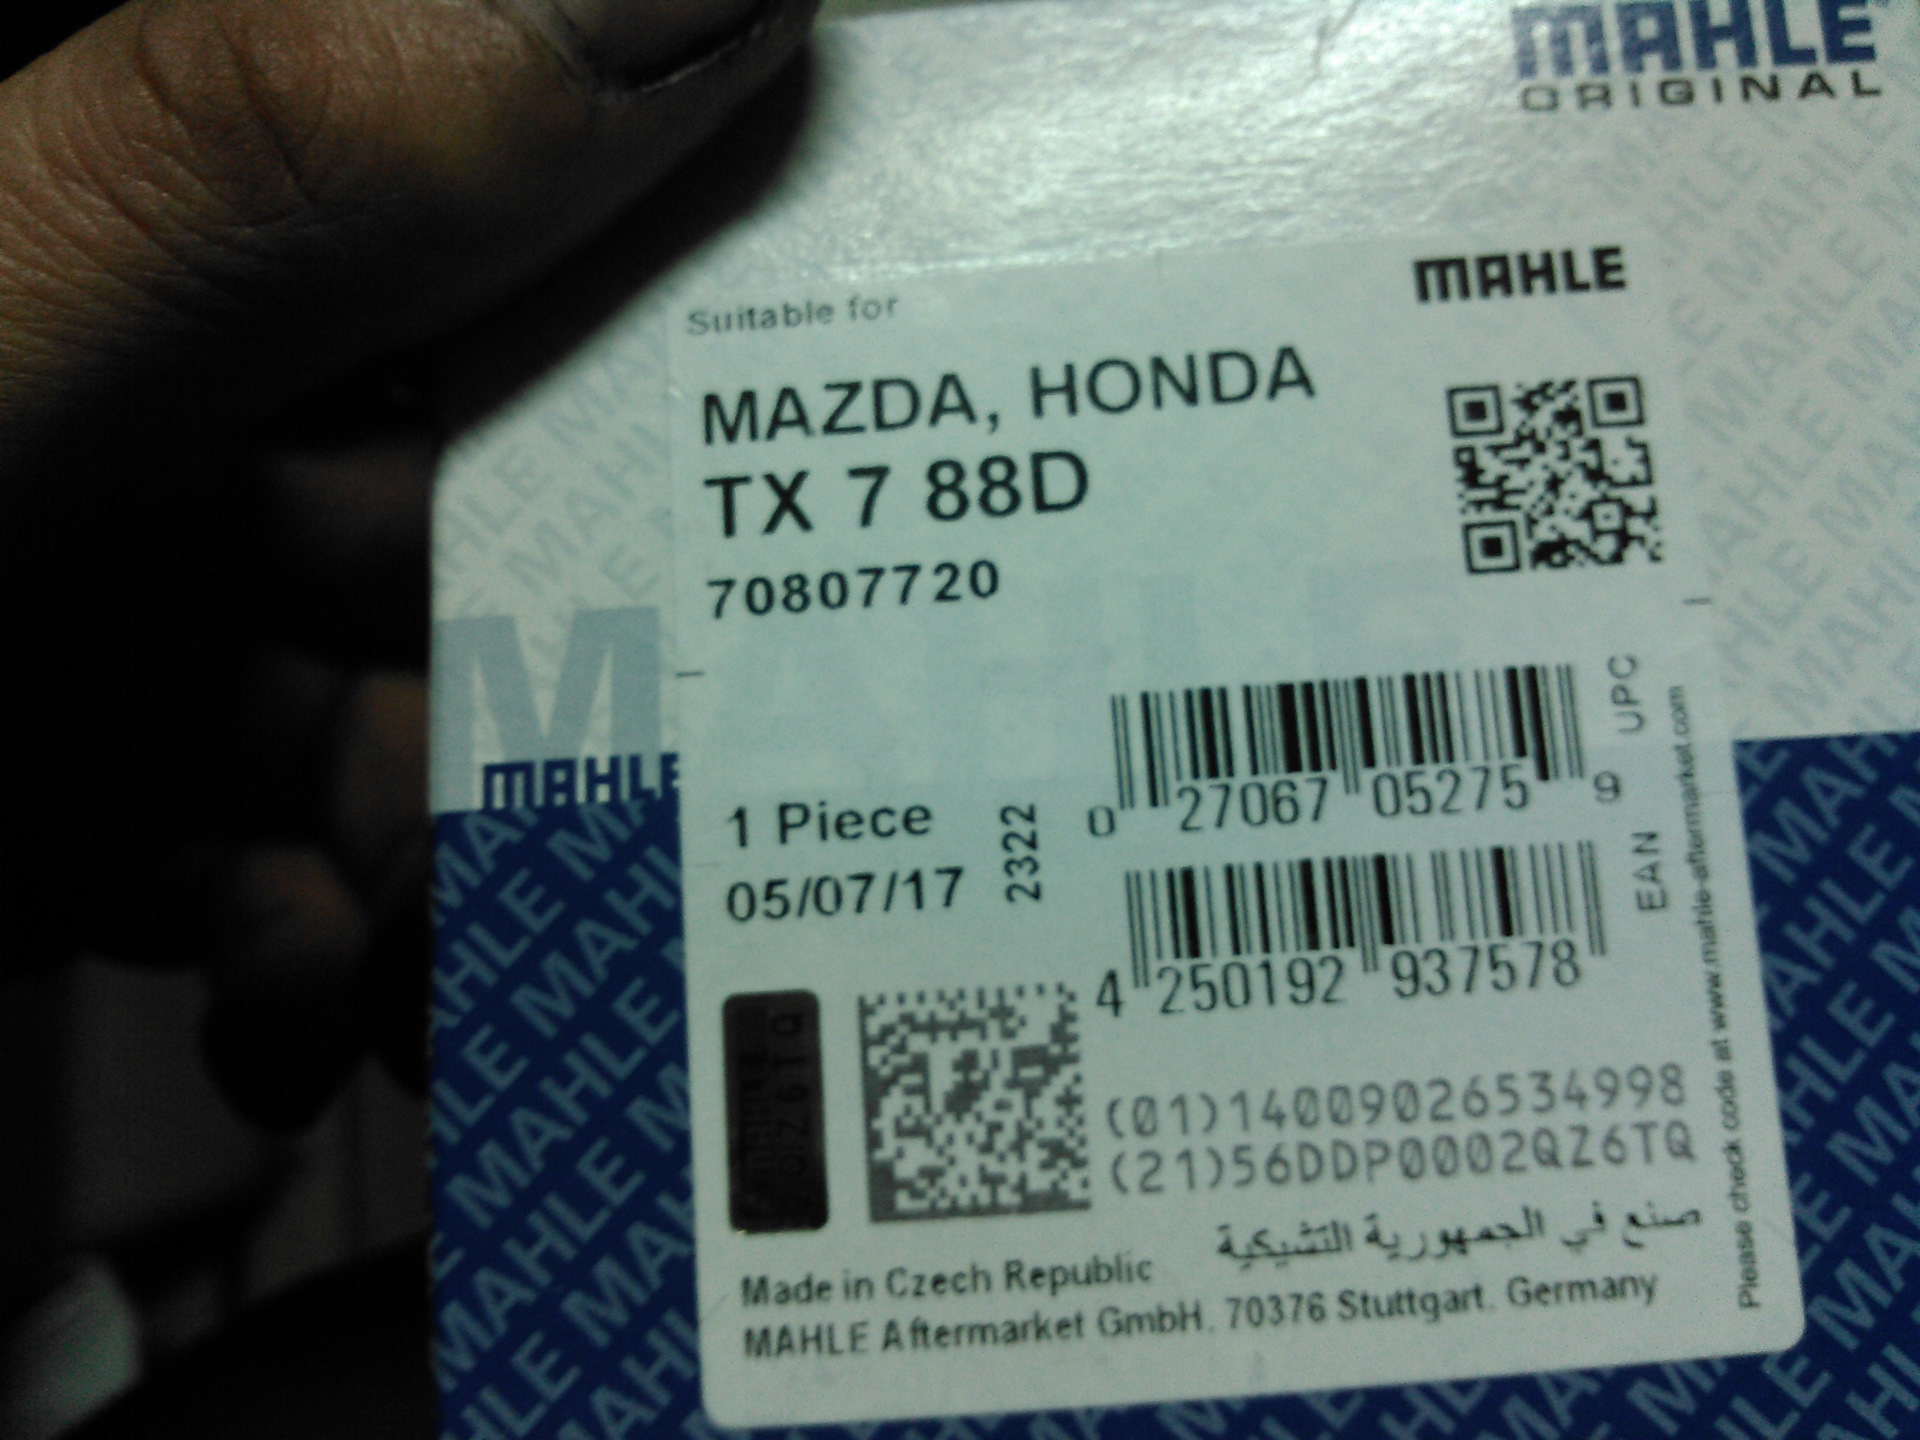 MAHLE
ORIGINAL
MAHLE
Suitable for
MAZDA, HONDA
TX 7 88D
70807720
MAHLE
1 Piece
05/07/17
2322
0 27067 05275 9
UPC
4 250192 937578
EAN
QZ6TQ
(01)14009026534998
(21)56DDP0002QZ6TQ
صنع في الجمهورية التشيكية
Made in Czech Republic
MAHLE Aftermarket GmbH. 70376 Stuttgart. Germany
Please check code at www.mahle-aftermarket.com